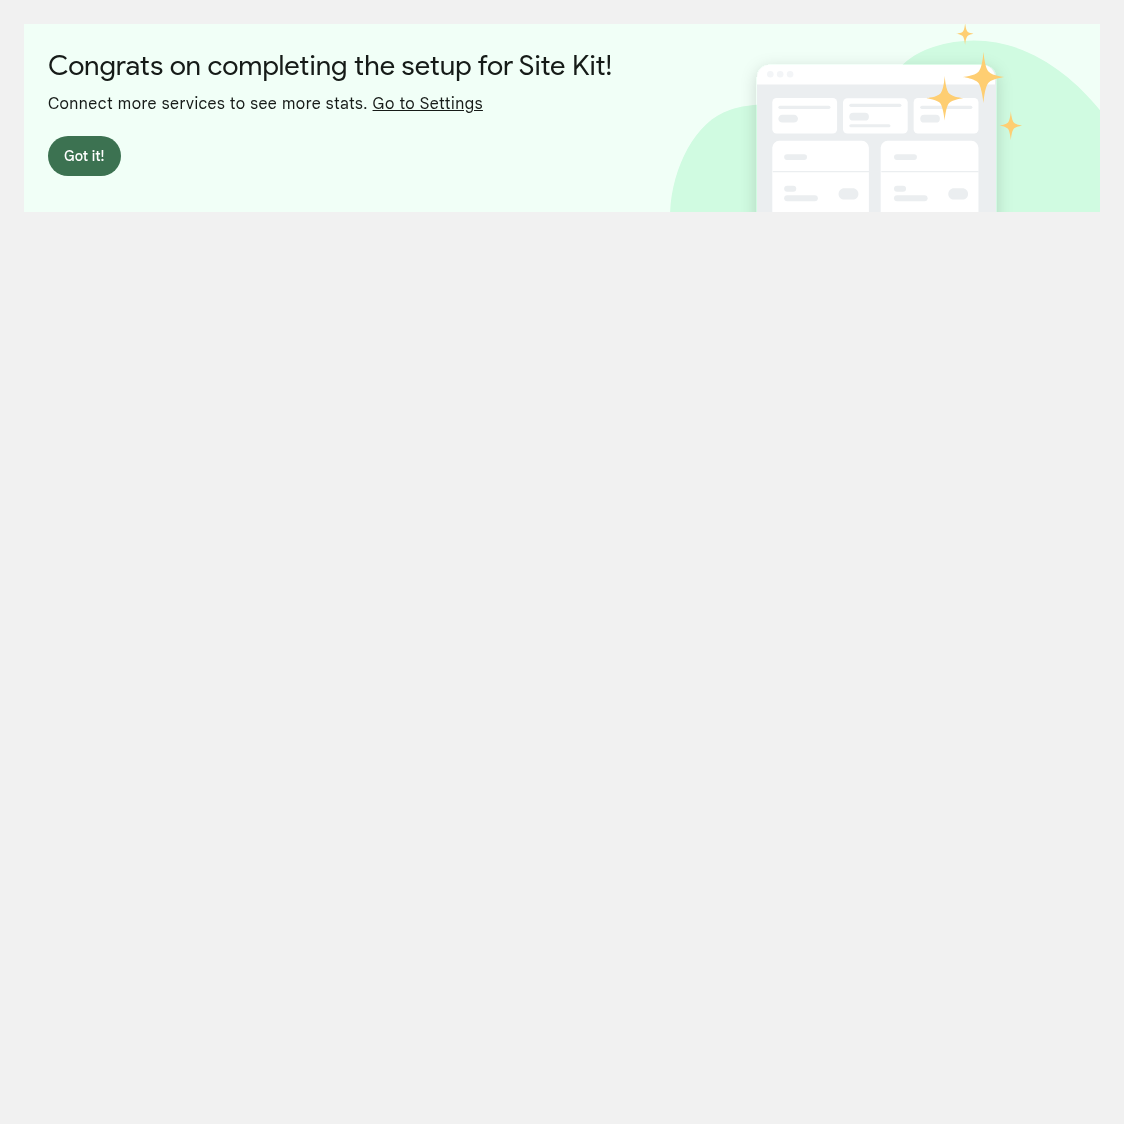 Congrats on completing the setup for Site Kit!
Connect more services to see more stats. Go to Settings
Got it!